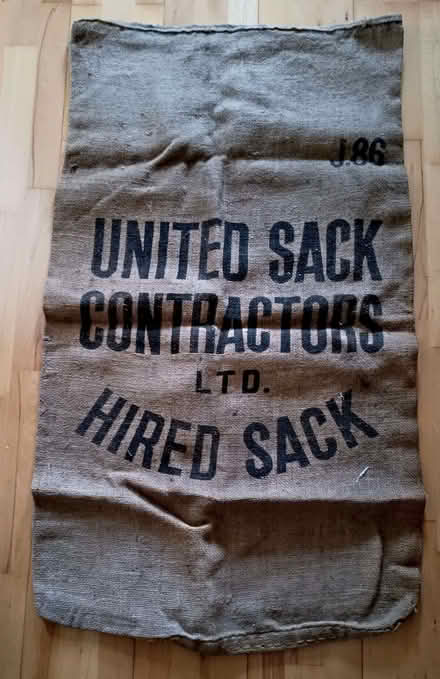 J.86
UNITED SACK
CONTRACTORS
LTD.
HIRED SACK